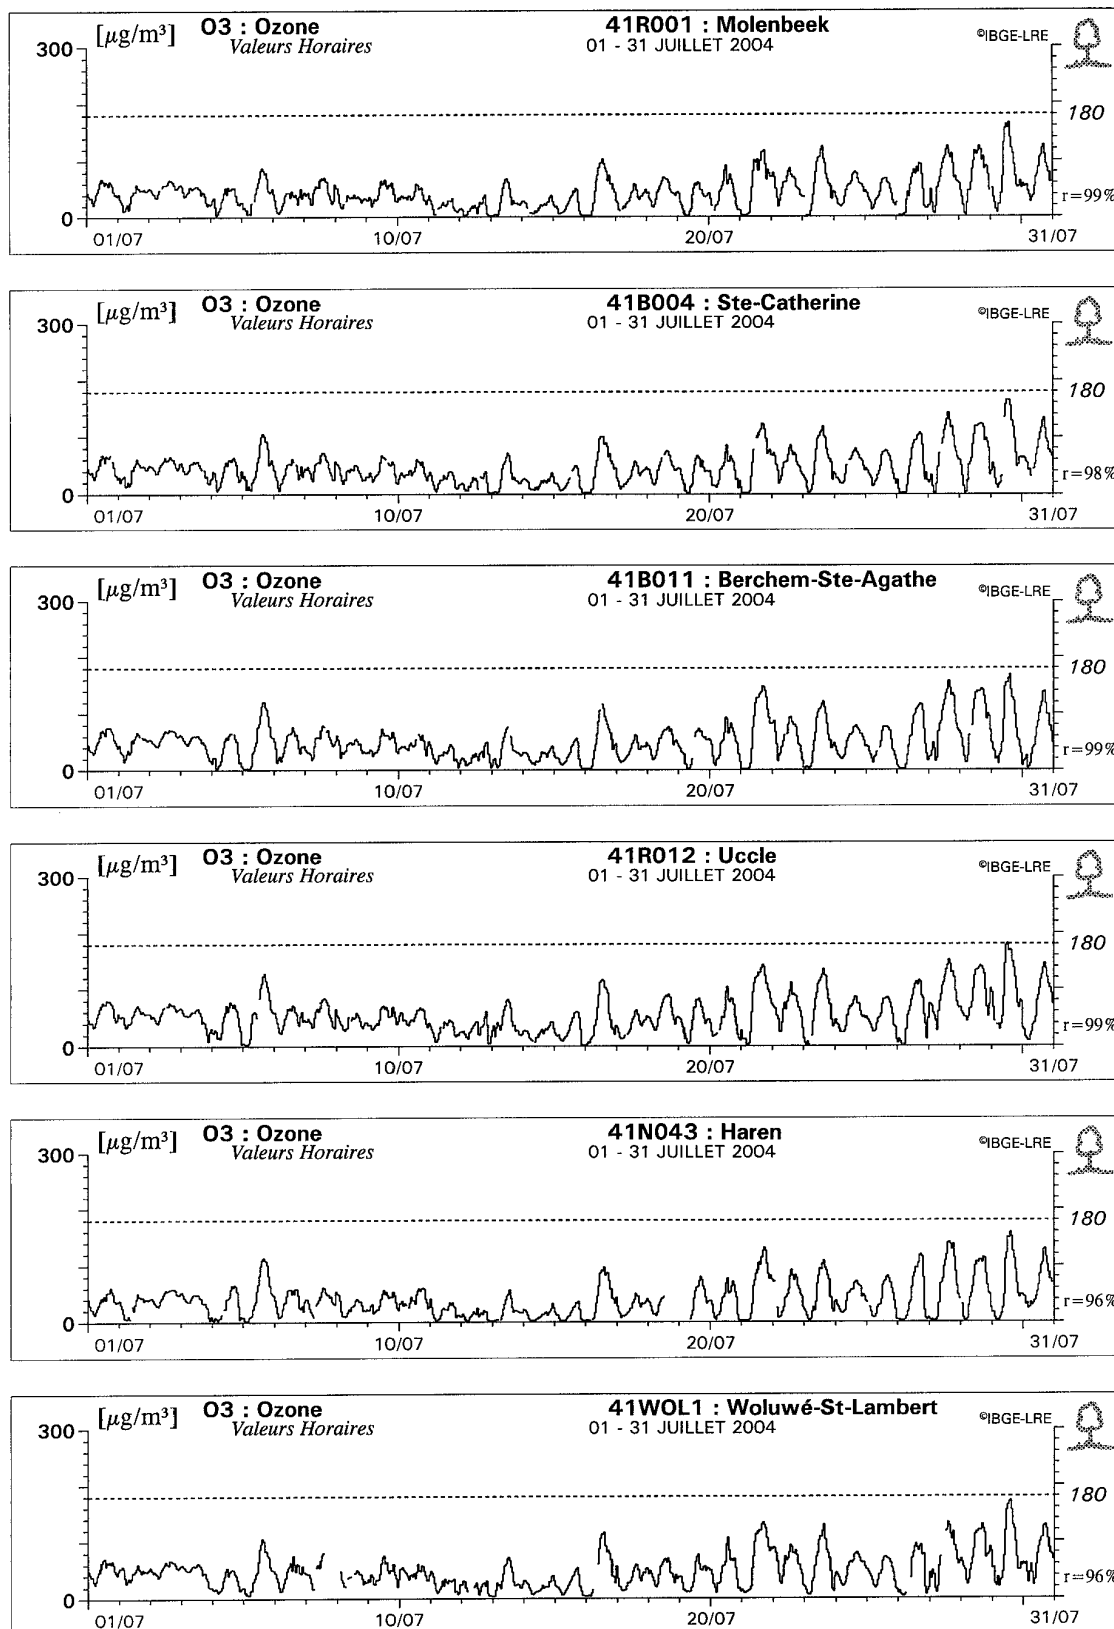 [µg/m³] O3 : Ozone 41R001 : Molenbeek ©IBGE-LRE
Valeurs Horaires 01 - 31 JUILLET 2004
300
180
r=99%
0
01/07 10/07 20/07 31/07
[µg/m³] O3 : Ozone 41B004 : Ste-Catherine ©IBGE-LRE
Valeurs Horaires 01 - 31 JUILLET 2004
300
180
r=98%
0
01/07 10/07 20/07 31/07
[µg/m³] O3 : Ozone 41B011 : Berchem-Ste-Agathe ©IBGE-LRE
Valeurs Horaires 01 - 31 JUILLET 2004
300
180
r=99%
0
01/07 10/07 20/07 31/07
[µg/m³] O3 : Ozone 41R012 : Uccle ©IBGE-LRE
Valeurs Horaires 01 - 31 JUILLET 2004
300
180
r=99%
0
01/07 10/07 20/07 31/07
[µg/m³] O3 : Ozone 41N043 : Haren ©IBGE-LRE
Valeurs Horaires 01 - 31 JUILLET 2004
300
180
r=96%
0
01/07 10/07 20/07 31/07
[µg/m³] O3 : Ozone 41WOL1 : Woluwé-St-Lambert ©IBGE-LRE
Valeurs Horaires 01 - 31 JUILLET 2004
300
180
r=96%
0
01/07 10/07 20/07 31/07